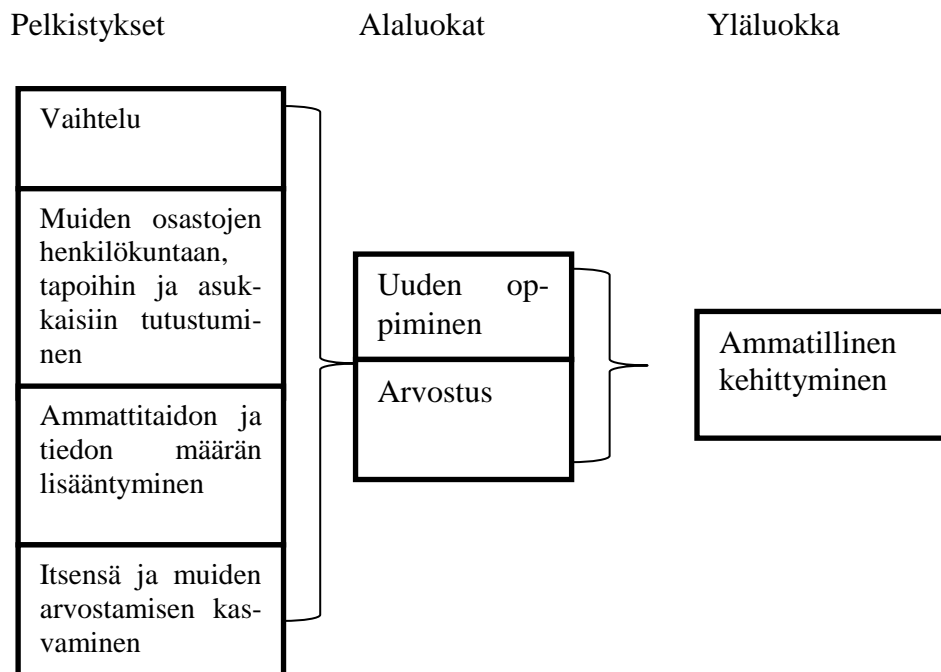 Pelkistykset Alaluokat Yläluokka
Vaihtelu
Muiden osastojen
henkilökuntaan,
tapoihin ja asuk-
kaisiin tutustumi-
nen
Ammattitaidon ja
tiedon määrän
lisääntyminen
Itsensä ja muiden
arvostamisen kas-
vaminen
Uuden op-
piminen
Arvostus
Ammatillinen
kehittyminen